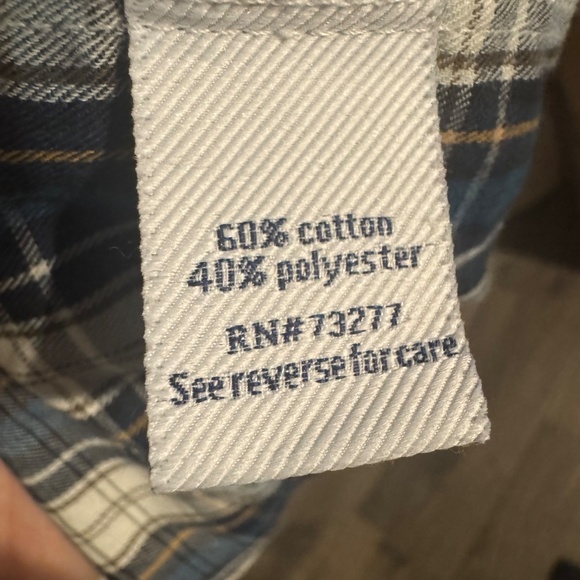 60% cotton
40% polyester
RN#73277
See reverse for care